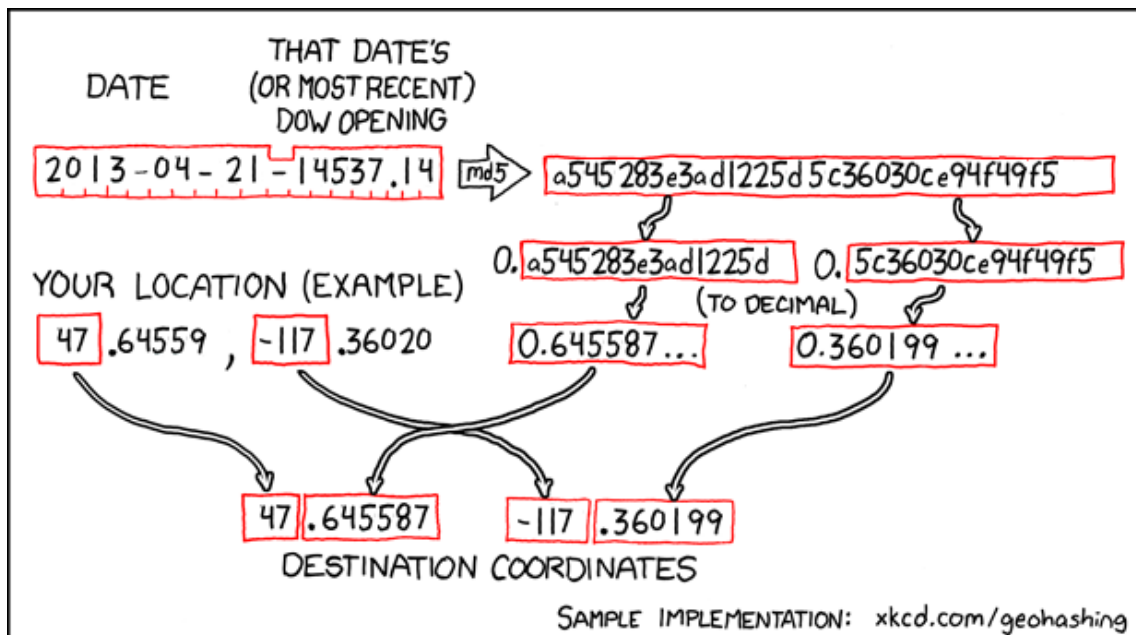 DATE
THAT DATE'S
(OR MOST RECENT)
DOW OPENING
2013-04-21-14537.14
md5
a545283e3ad1225d5c36030ce94f49f5
0.a545283e3ad1225d
0.5c36030ce94f49f5
YOUR LOCATION (EXAMPLE)
(TO DECIMAL)
47.64559, -117.36020
0.645587...
0.360199...
47.645587
-117.360199
DESTINATION COORDINATES
SAMPLE IMPLEMENTATION: xkcd.com/geohashing